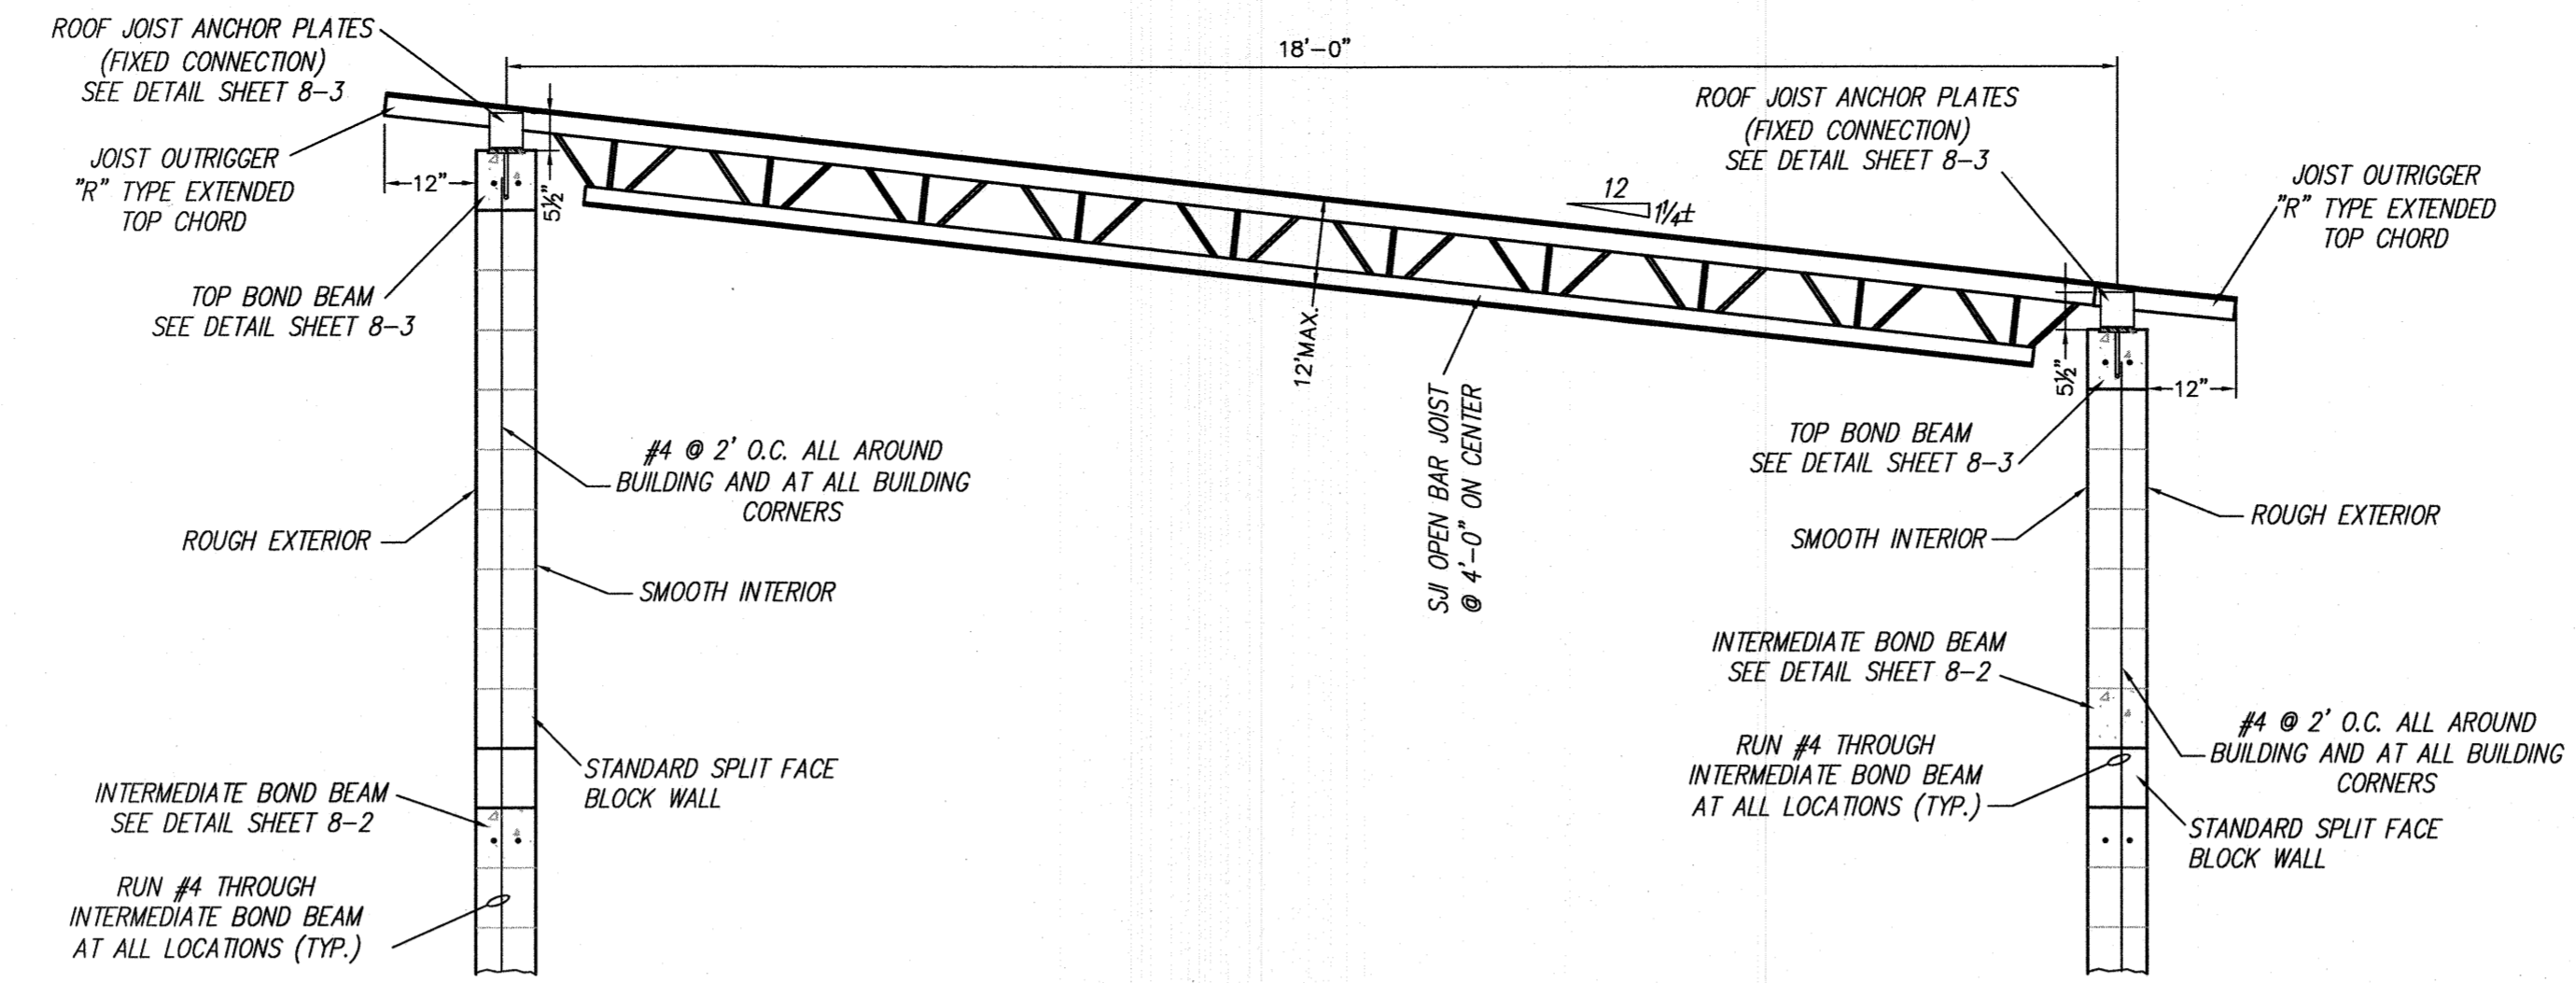 ROOF JOIST ANCHOR PLATES
(FIXED CONNECTION)
SEE DETAIL SHEET 8-3
JOIST OUTRIGGER
"R" TYPE EXTENDED
TOP CHORD
12"
5½"
TOP BOND BEAM
SEE DETAIL SHEET 8-3
#4 @ 2' O.C. ALL AROUND
BUILDING AND AT ALL BUILDING
CORNERS
ROUGH EXTERIOR
SMOOTH INTERIOR
STANDARD SPLIT FACE
BLOCK WALL
INTERMEDIATE BOND BEAM
SEE DETAIL SHEET 8-2
RUN #4 THROUGH
INTERMEDIATE BOND BEAM
AT ALL LOCATIONS (TYP.)
18'-0"
12
1¼±
12'MAX.
SJI OPEN BAR JOIST
@ 4'-0" ON CENTER
ROOF JOIST ANCHOR PLATES
(FIXED CONNECTION)
SEE DETAIL SHEET 8-3
JOIST OUTRIGGER
"R" TYPE EXTENDED
TOP CHORD
5½"
12"
TOP BOND BEAM
SEE DETAIL SHEET 8-3
SMOOTH INTERIOR
ROUGH EXTERIOR
INTERMEDIATE BOND BEAM
SEE DETAIL SHEET 8-2
RUN #4 THROUGH
INTERMEDIATE BOND BEAM
AT ALL LOCATIONS (TYP.)
#4 @ 2' O.C. ALL AROUND
BUILDING AND AT ALL BUILDING
CORNERS
STANDARD SPLIT FACE
BLOCK WALL